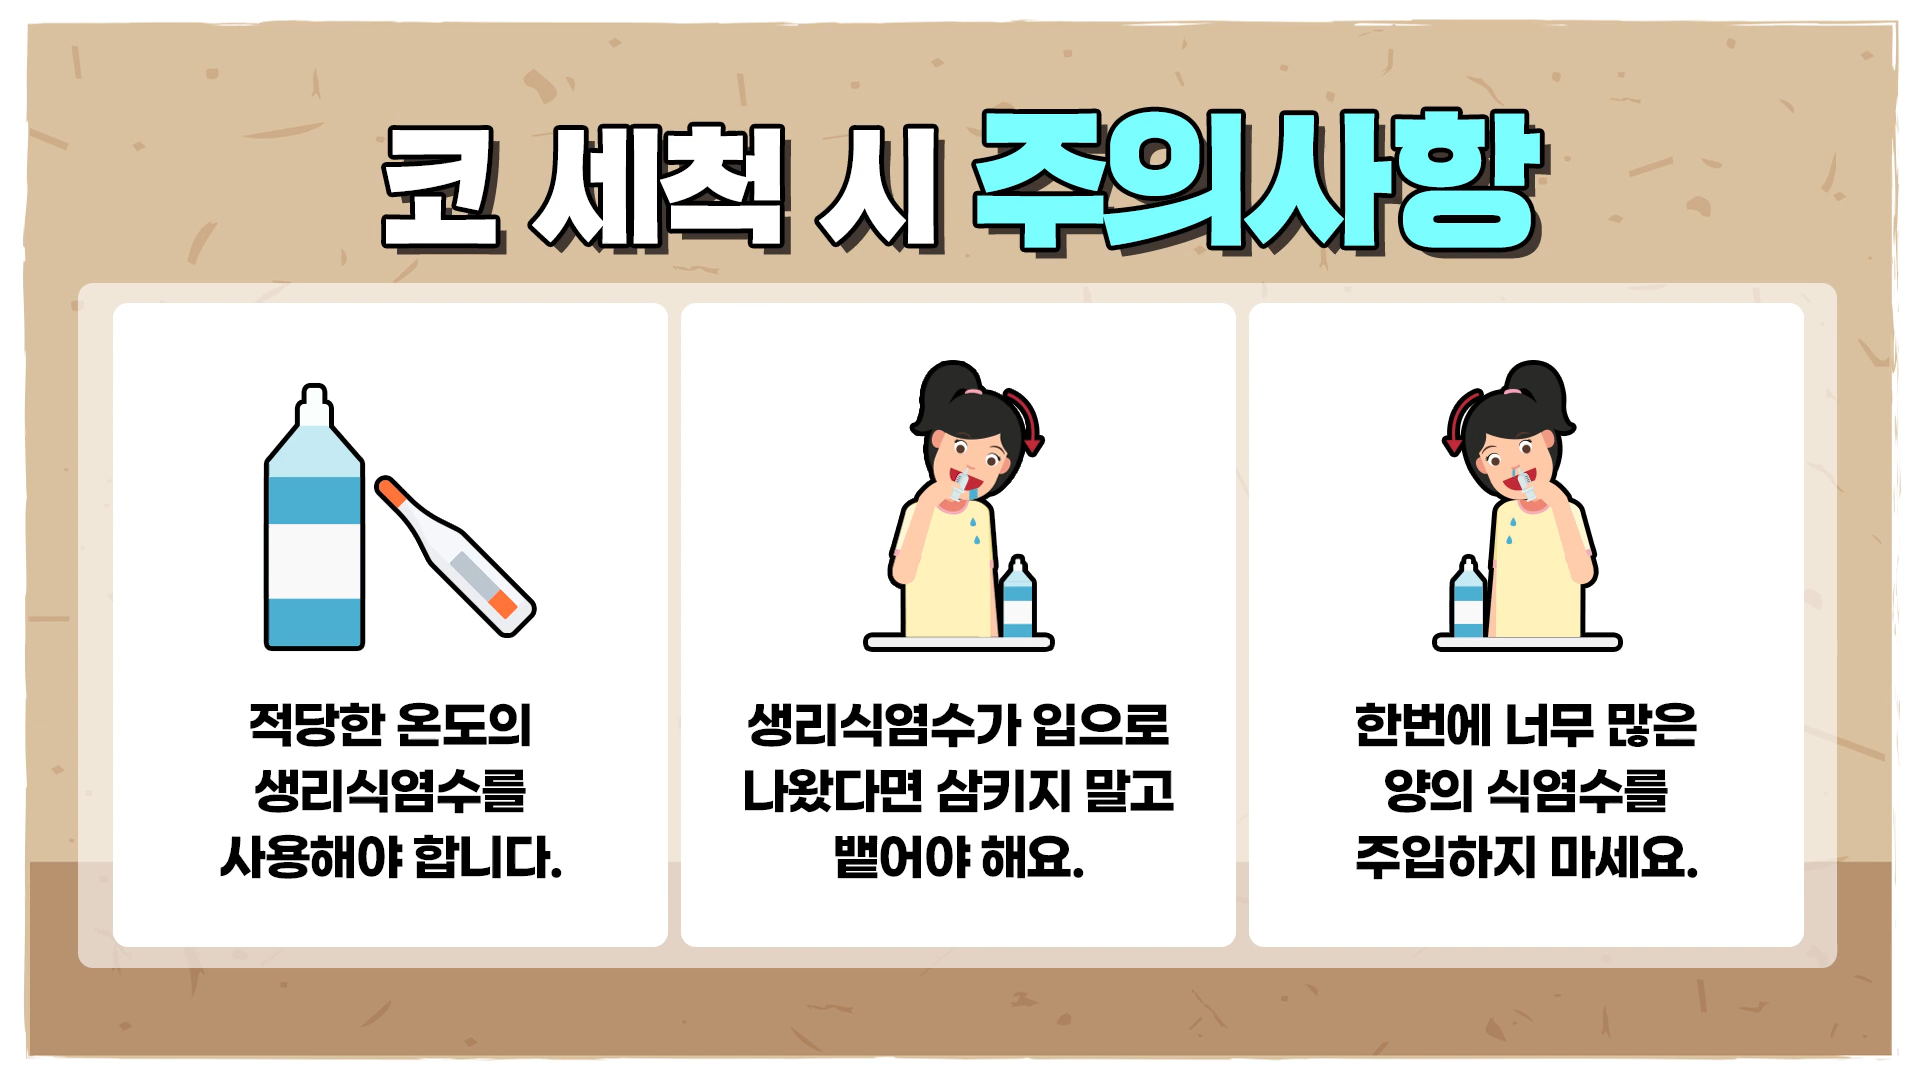 코 세척 시 주의사항
적당한 온도의
생리식염수를
사용해야 합니다.
생리식염수가 입으로
나왔다면 삼키지 말고
뱉어야 해요.
한번에 너무 많은
양의 식염수를
주입하지 마세요.